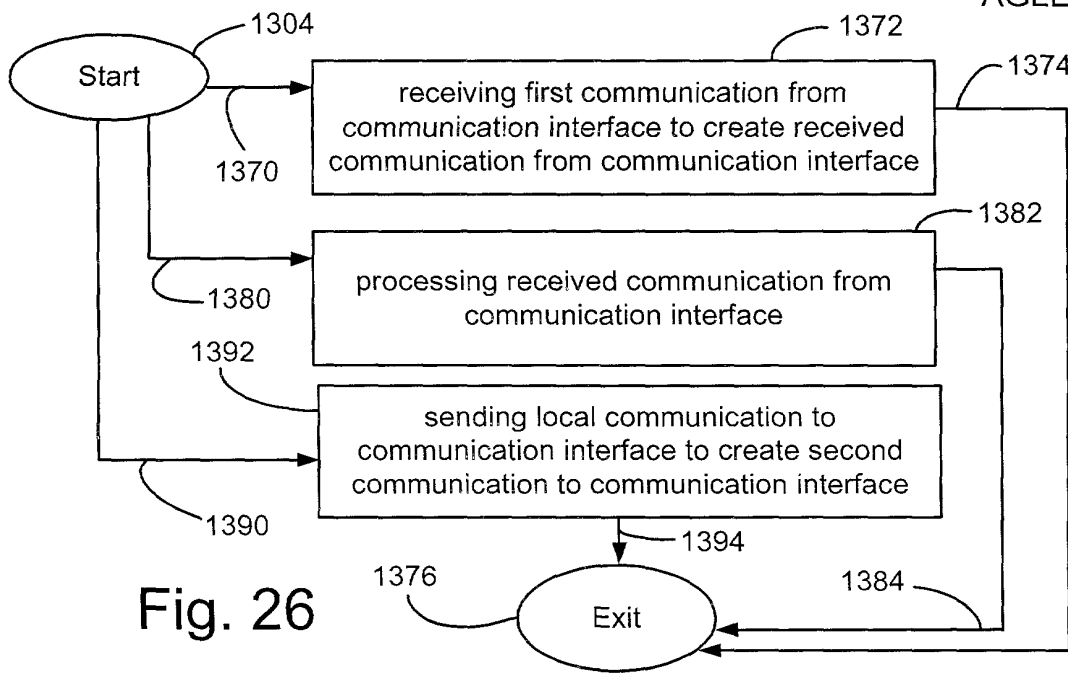 1304
1372
1374
Start
receiving first communication from
communication interface to create received
communication from communication interface
1370
1382
processing received communication from
communication interface
1380
1392
sending local communication to
communication interface to create second
communication to communication interface
1390
1394
1376
1384
Exit
Fig. 26